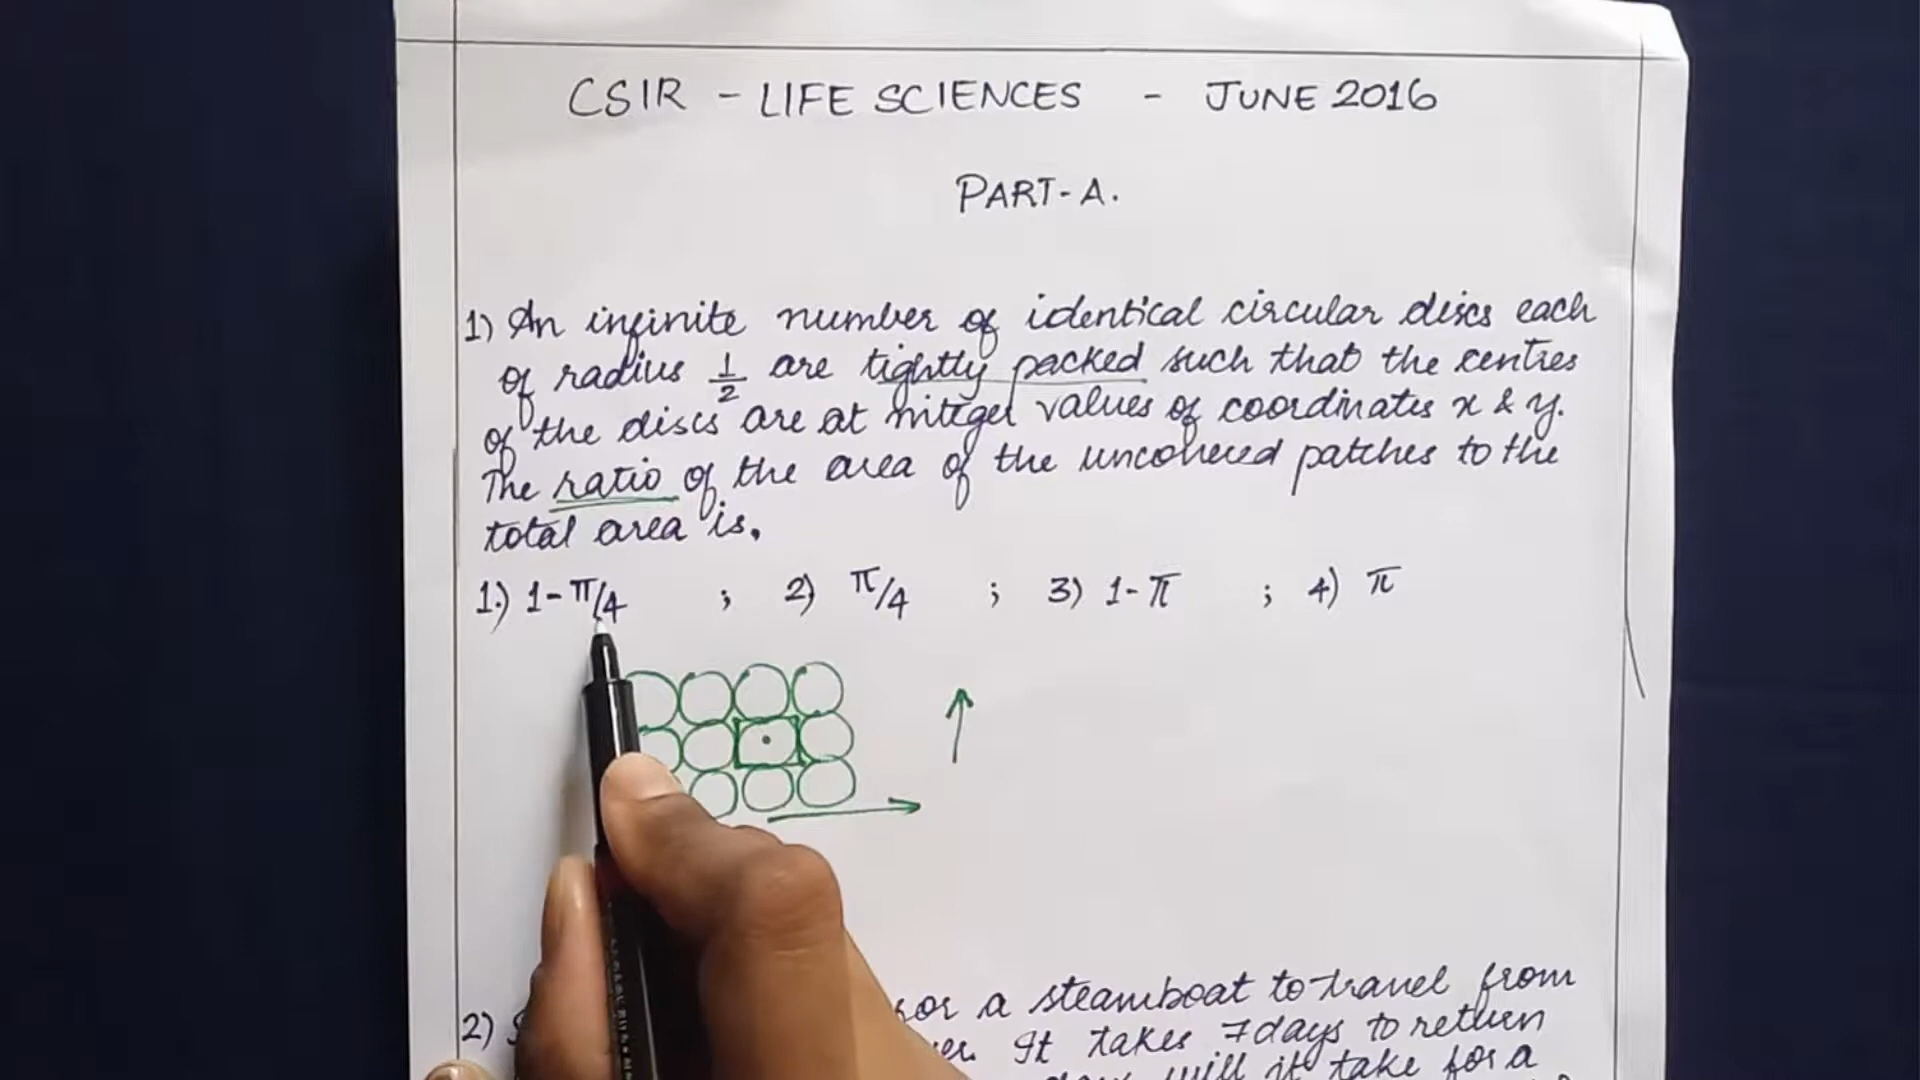 CSIR - LIFE SCIENCES - JUNE 2016
PART-A.
1) An infinite number of identical circular discs each
of radius 1/2 are tightly packed such that the centres
of the discs are at integer values of coordinates x & y.
The ratio of the area of the uncovered patches to the
total area is.
1.) 1-π/4 ; 2) π/4 ; 3) 1-π ; 4) π
2) for a steamboat to travel from
It takes 7 days to return
will it take for a